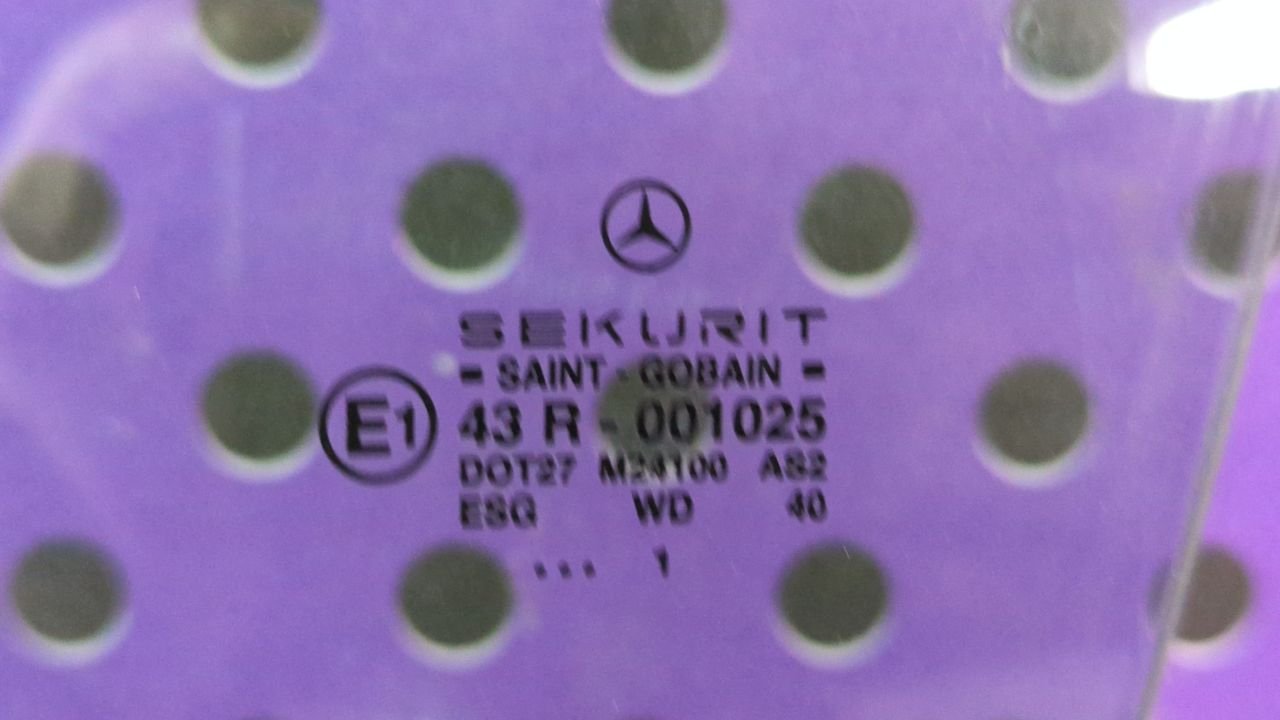 SEKURIT
- SAINT - GOBAIN -
E1
43 R - 001025
DOT27 M24100 AS2
ESG WD 40
... 1